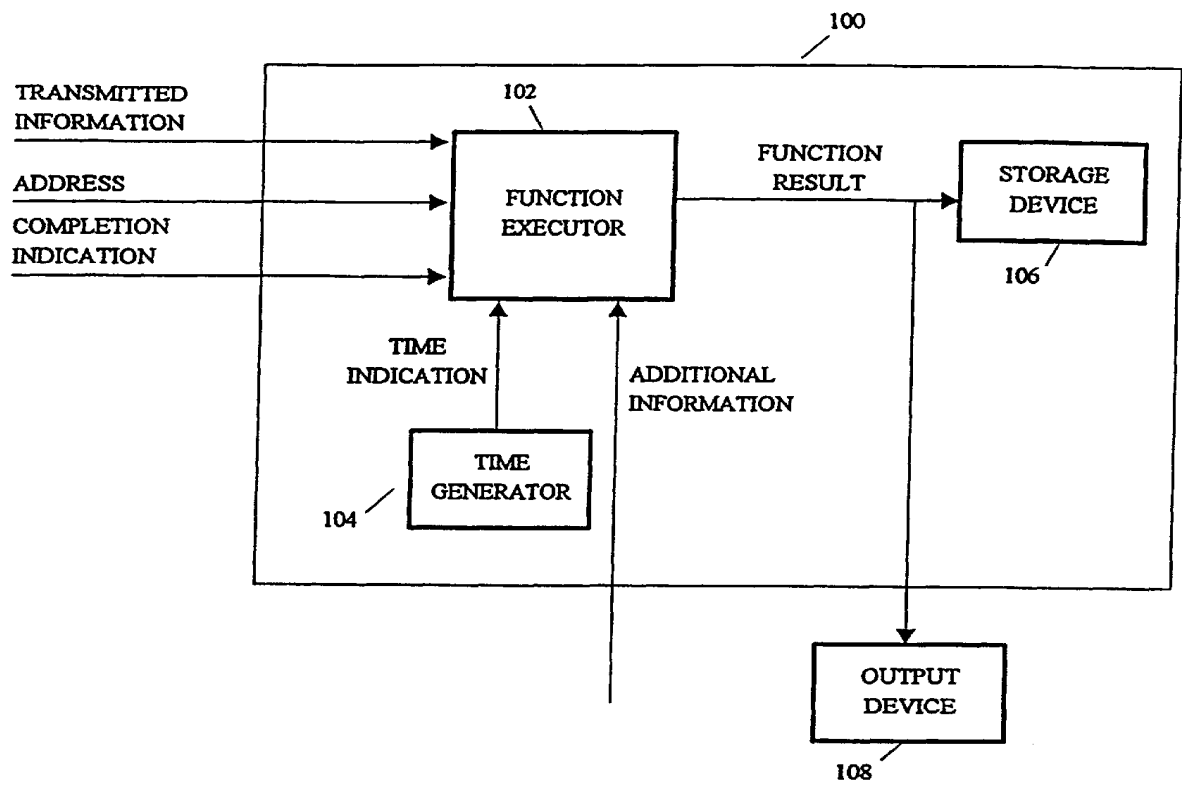 100
TRANSMITTED
INFORMATION
102
ADDRESS
COMPLETION
INDICATION
FUNCTION
EXECUTOR
FUNCTION
RESULT
STORAGE
DEVICE
106
TIME
INDICATION
ADDITIONAL
INFORMATION
TIME
GENERATOR
104
OUTPUT
DEVICE
108